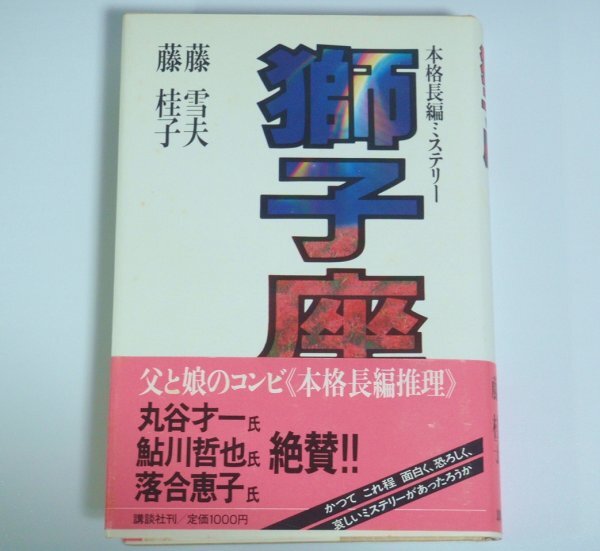 本格長編ミステリー
獅子座
藤 雪夫
藤 桂子
父と娘のコンビ《本格長編推理》
丸谷才一氏
鮎川哲也氏
落合恵子氏
絶賛!!
かつて これ程 面白く、恐ろしく、
哀しいミステリーがあったろうか
講談社刊/定価1000円
藤 桂子